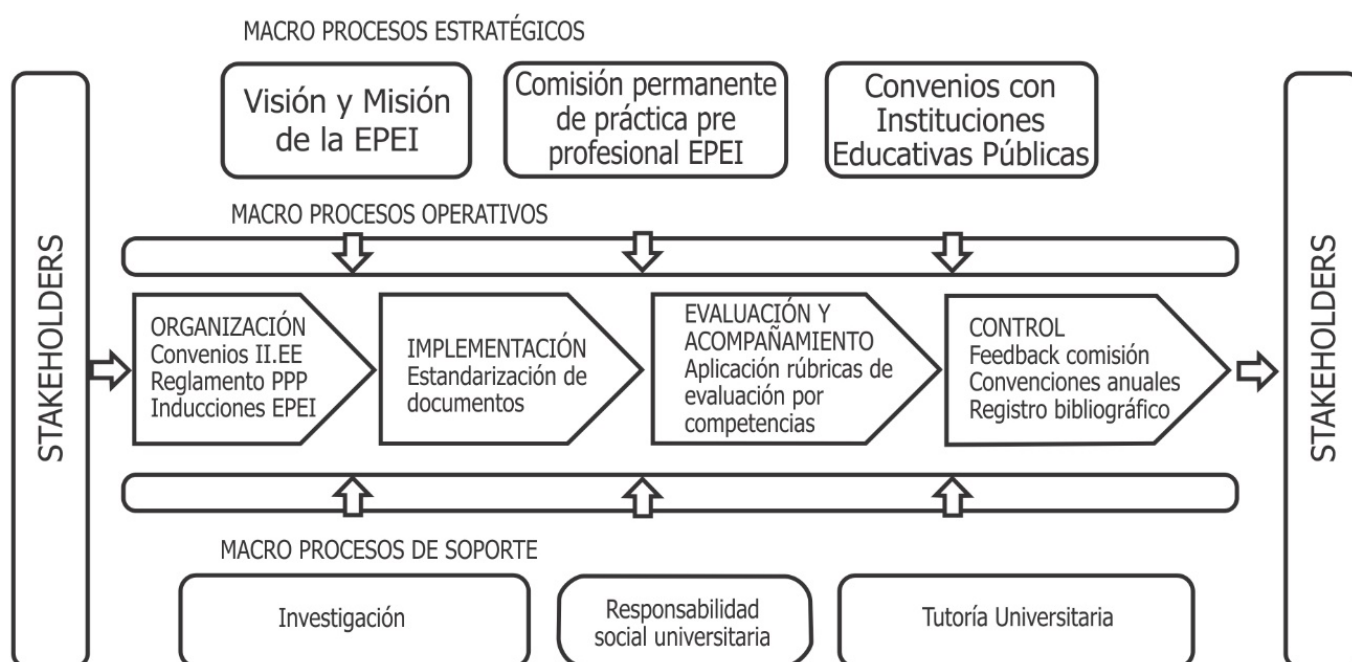 MACRO PROCESOS ESTRATÉGICOS
Visión y Misión
de la EPEI
Comisión permanente
de práctica pre
profesional EPEI
Convenios con
Instituciones
Educativas Públicas
MACRO PROCESOS OPERATIVOS
STAKEHOLDERS
ORGANIZACIÓN
Convenios II.EE
Reglamento PPP
Inducciones EPEI
IMPLEMENTACIÓN
Estandarización de
documentos
EVALUACIÓN Y
ACOMPAÑAMIENTO
Aplicación rúbricas de
evaluación por
competencias
CONTROL
Feedback comisión
Convenciones anuales
Registro bibliográfico
STAKEHOLDERS
MACRO PROCESOS DE SOPORTE
Investigación
Responsabilidad
social universitaria
Tutoría Universitaria